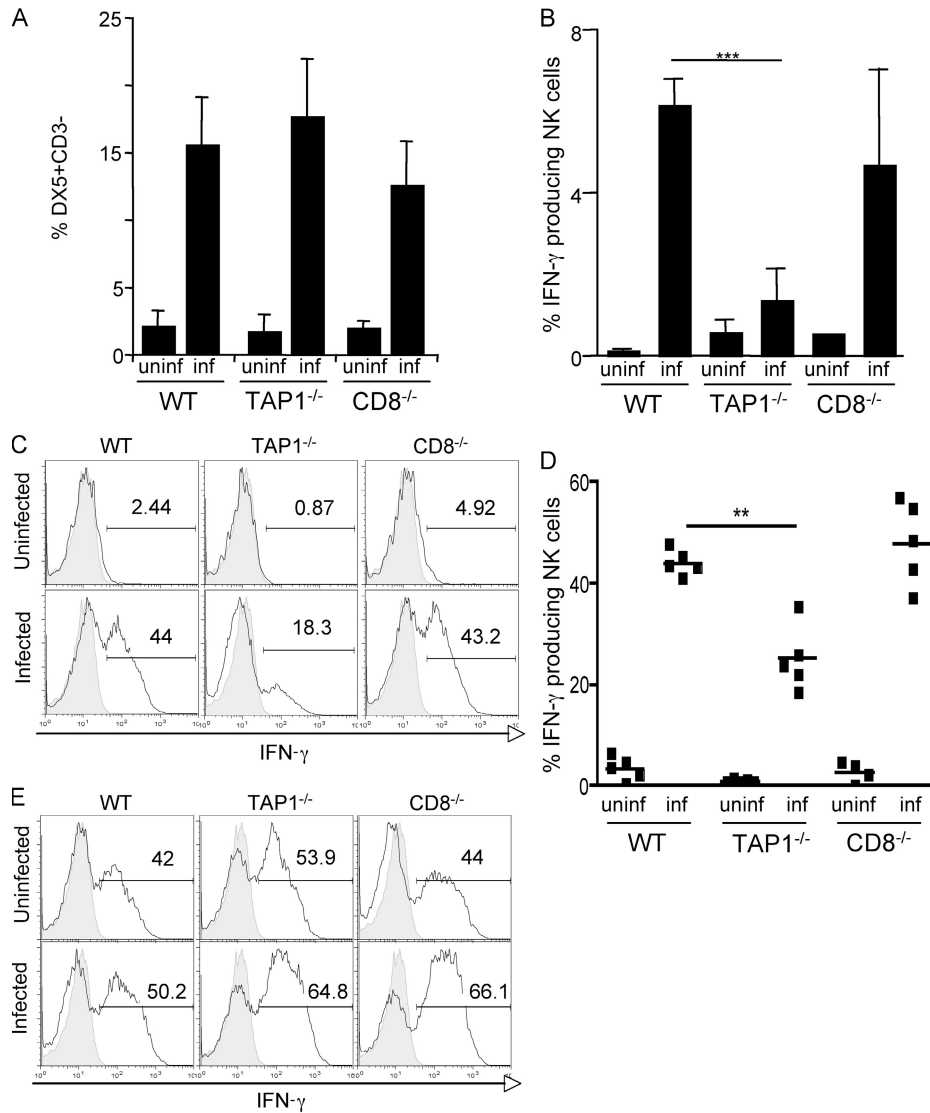 A
25
15
5
0
% DX5+CD3-
uninf inf uninf inf uninf inf
WT TAP1-/- CD8-/-
B
8
4
0
% IFN-γ producing NK cells
***
uninf inf uninf inf uninf inf
WT TAP1-/- CD8-/-
C
WT TAP1-/- CD8-/-
Uninfected
2.44 0.87 4.92
Infected
44 18.3 43.2
IFN-γ
D
60
40
20
0
% IFN-γ producing NK cells
**
uninf inf uninf inf uninf inf
WT TAP1-/- CD8-/-
E
WT TAP1-/- CD8-/-
Uninfected
42 53.9 44
Infected
50.2 64.8 66.1
IFN-γ